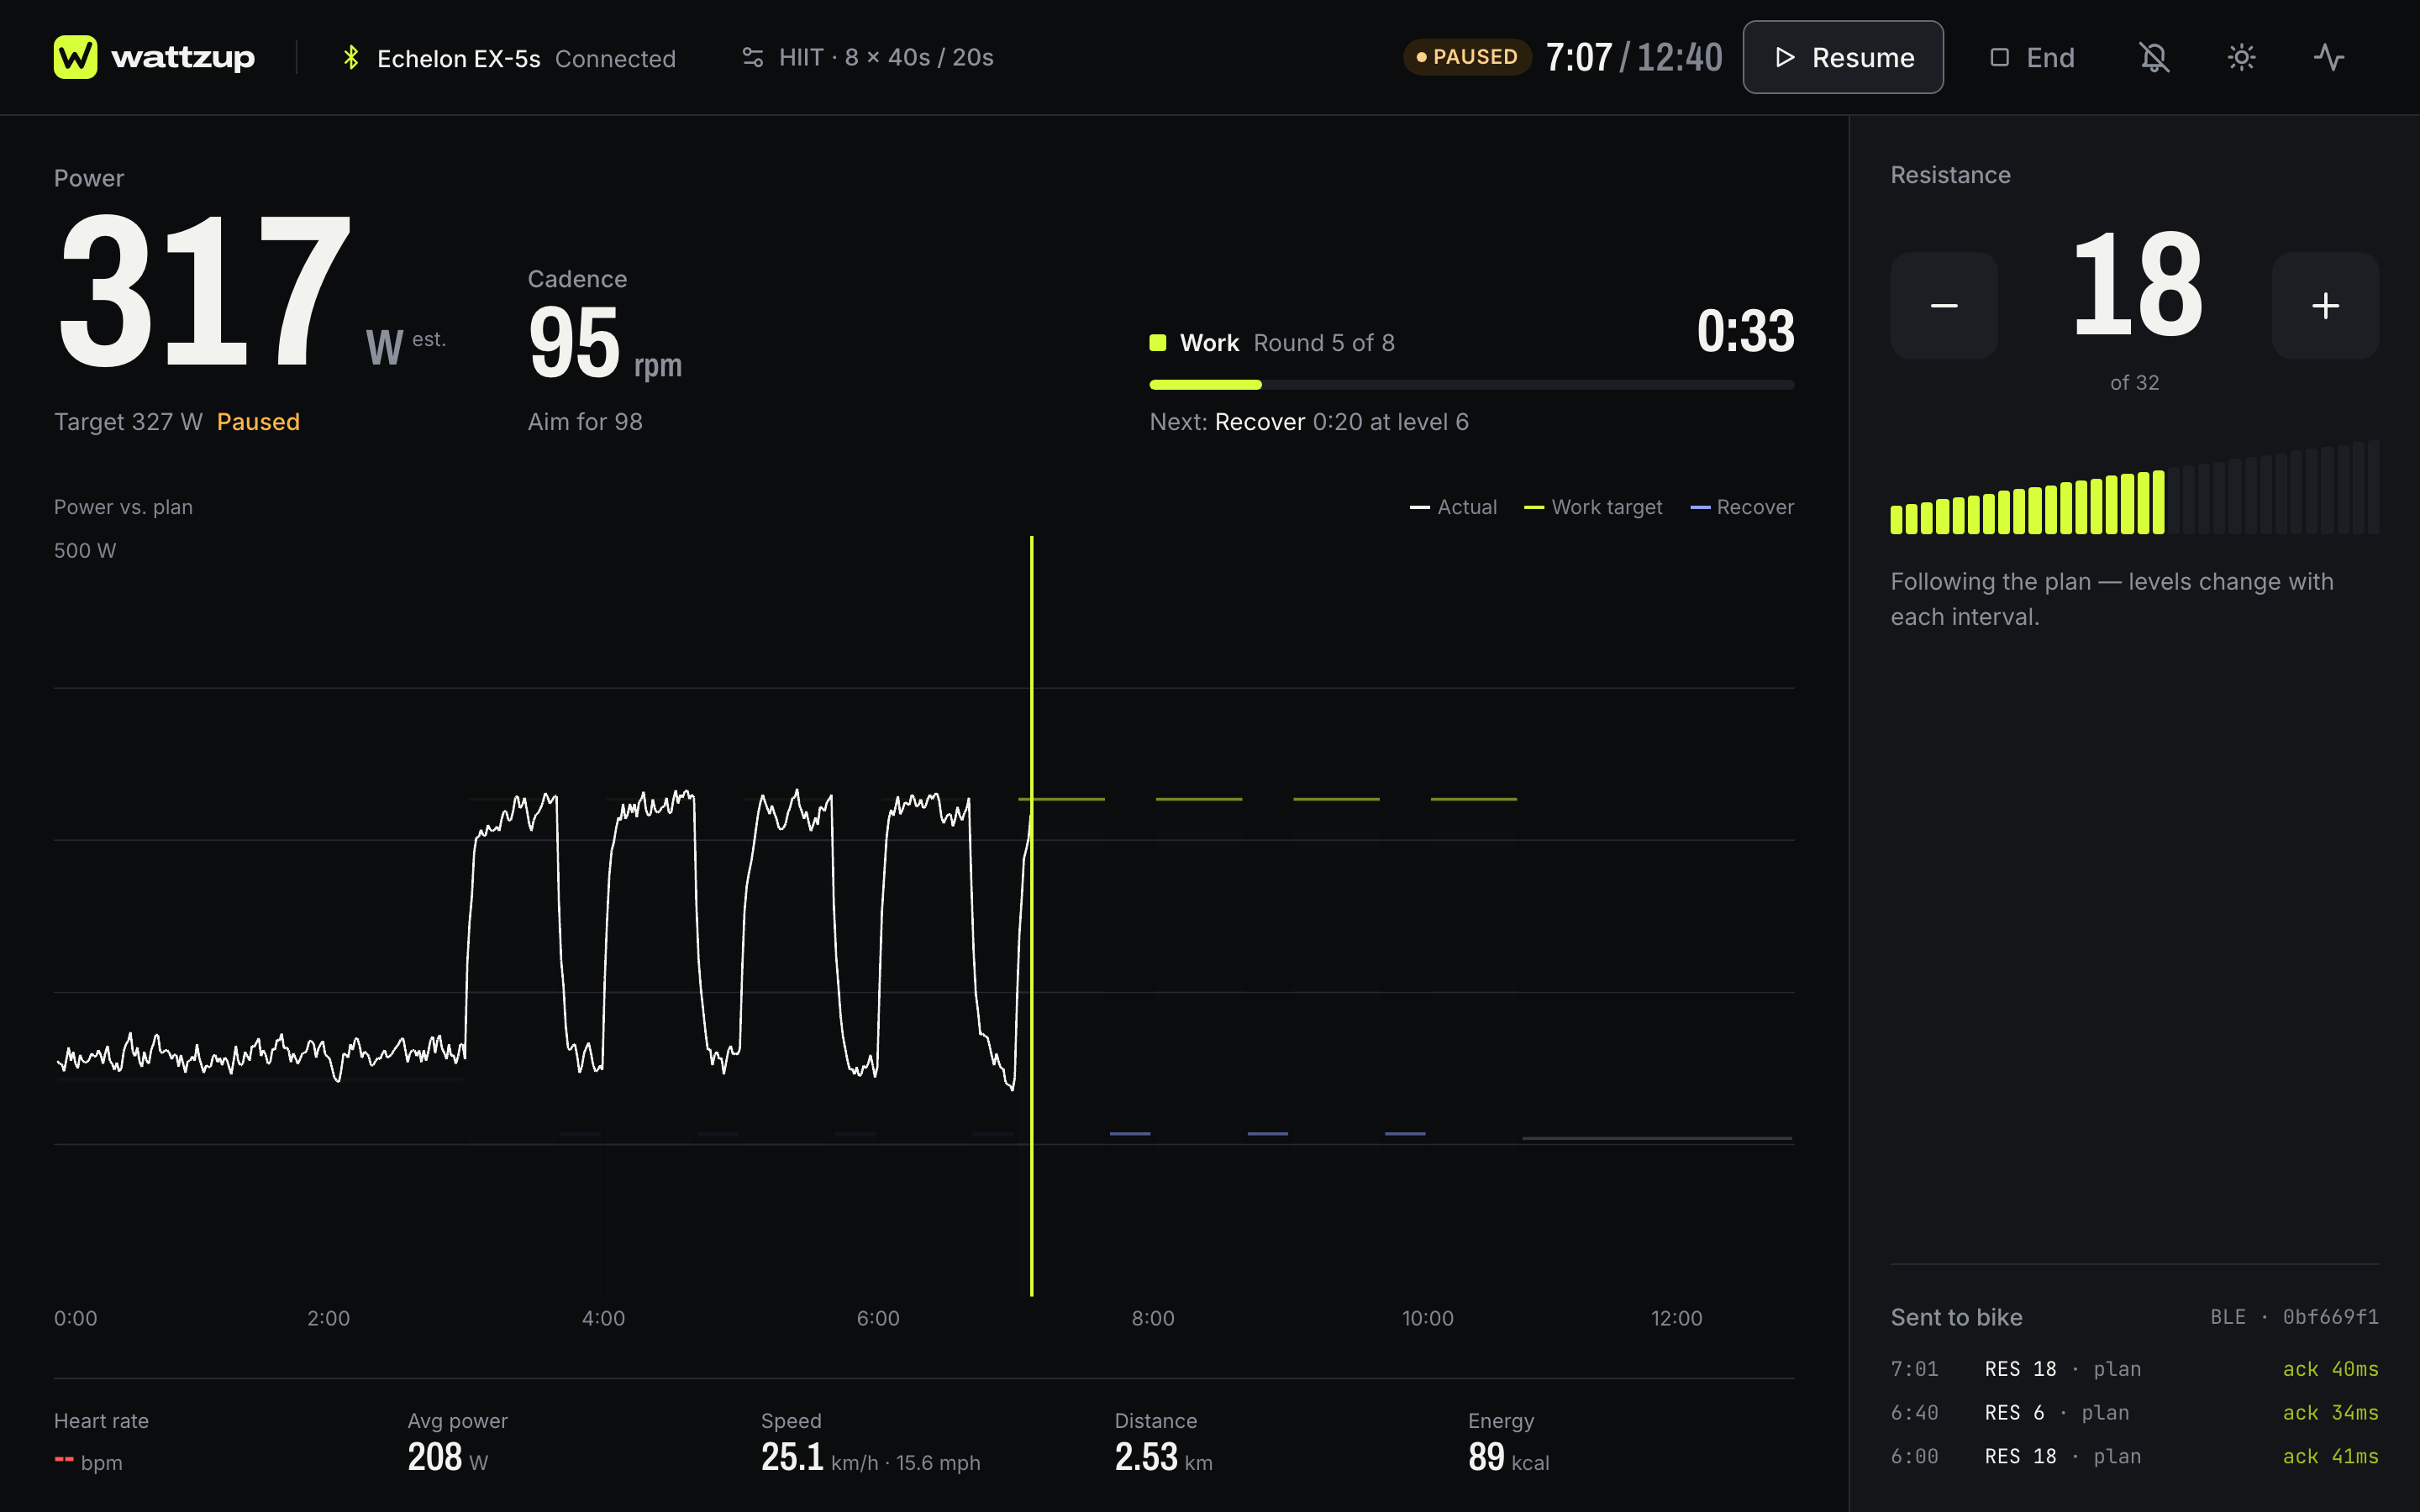 W wattzup
Echelon EX-5s Connected
HIIT · 8 × 40s / 20s
PAUSED 7:07 / 12:40
Resume
End
Power
317 W est.
Target 327 W Paused
Cadence
95 rpm
Aim for 98
Work Round 5 of 8 0:33
Next: Recover 0:20 at level 6
Power vs. plan
Actual Work target Recover
500 W
0:00 2:00 4:00 6:00 8:00 10:00 12:00
Heart rate
-- bpm
Avg power
208 W
Speed
25.1 km/h · 15.6 mph
Distance
2.53 km
Energy
89 kcal
Resistance
−
18
+
of 32
Following the plan — levels change with
each interval.
Sent to bike BLE · 0bf669f1
7:01 RES 18 · plan ack 40ms
6:40 RES 6 · plan ack 34ms
6:00 RES 18 · plan ack 41ms